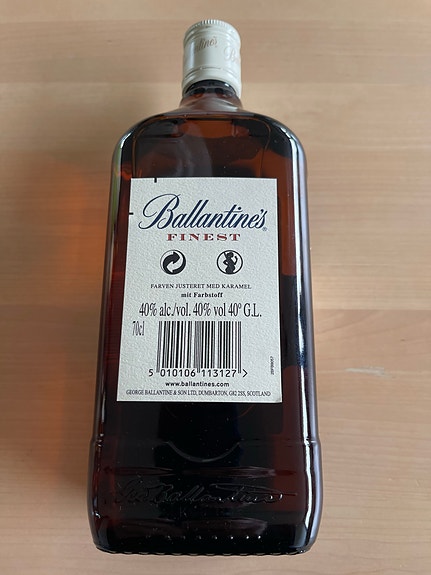 Ballantine's
FINEST
FARVEN JUSTERET MED KARAMEL
mit Farbstoff
40% alc./vol. 40% vol 40° G.L.
70cl
5 010106 113127 >
www.ballantines.com
GEORGE BALLANTINE & SON LTD, DUMBARTON, G82 2SS, SCOTLAND